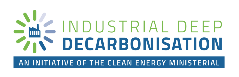 INDUSTRIAL DEEP
DECARBONISATION
AN INITIATIVE OF THE CLEAN ENERGY MINISTERIAL